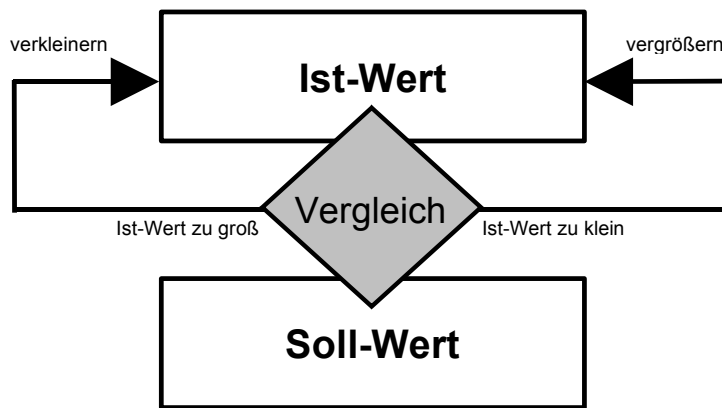 verkleinern
vergrößern
Ist-Wert
Vergleich
Ist-Wert zu groß
Ist-Wert zu klein
Soll-Wert